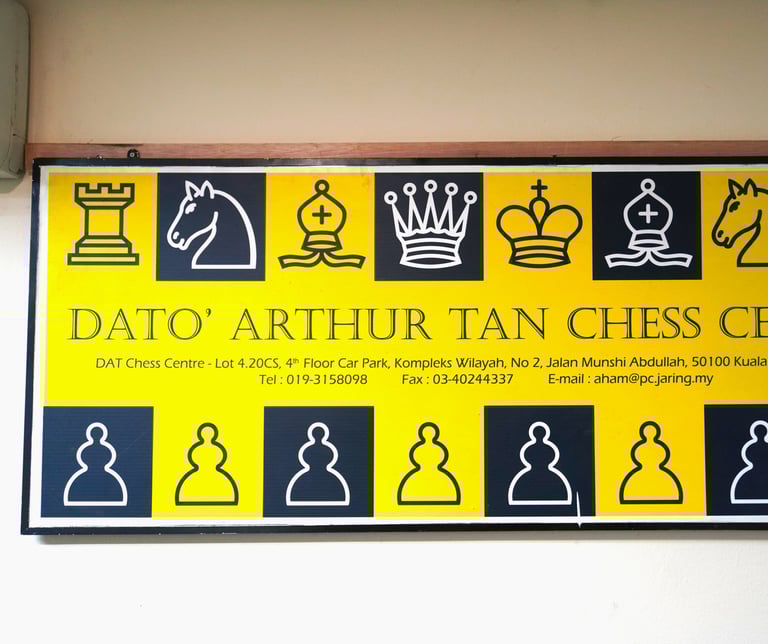 DATO' ARTHUR TAN CHESS CE
DAT Chess Centre - Lot 4.20CS, 4th Floor Car Park, Kompleks Wilayah, No 2, Jalan Munshi Abdullah, 50100 Kuala
Tel : 019-3158098 Fax : 03-40244337 E-mail : aham@pc.jaring.my